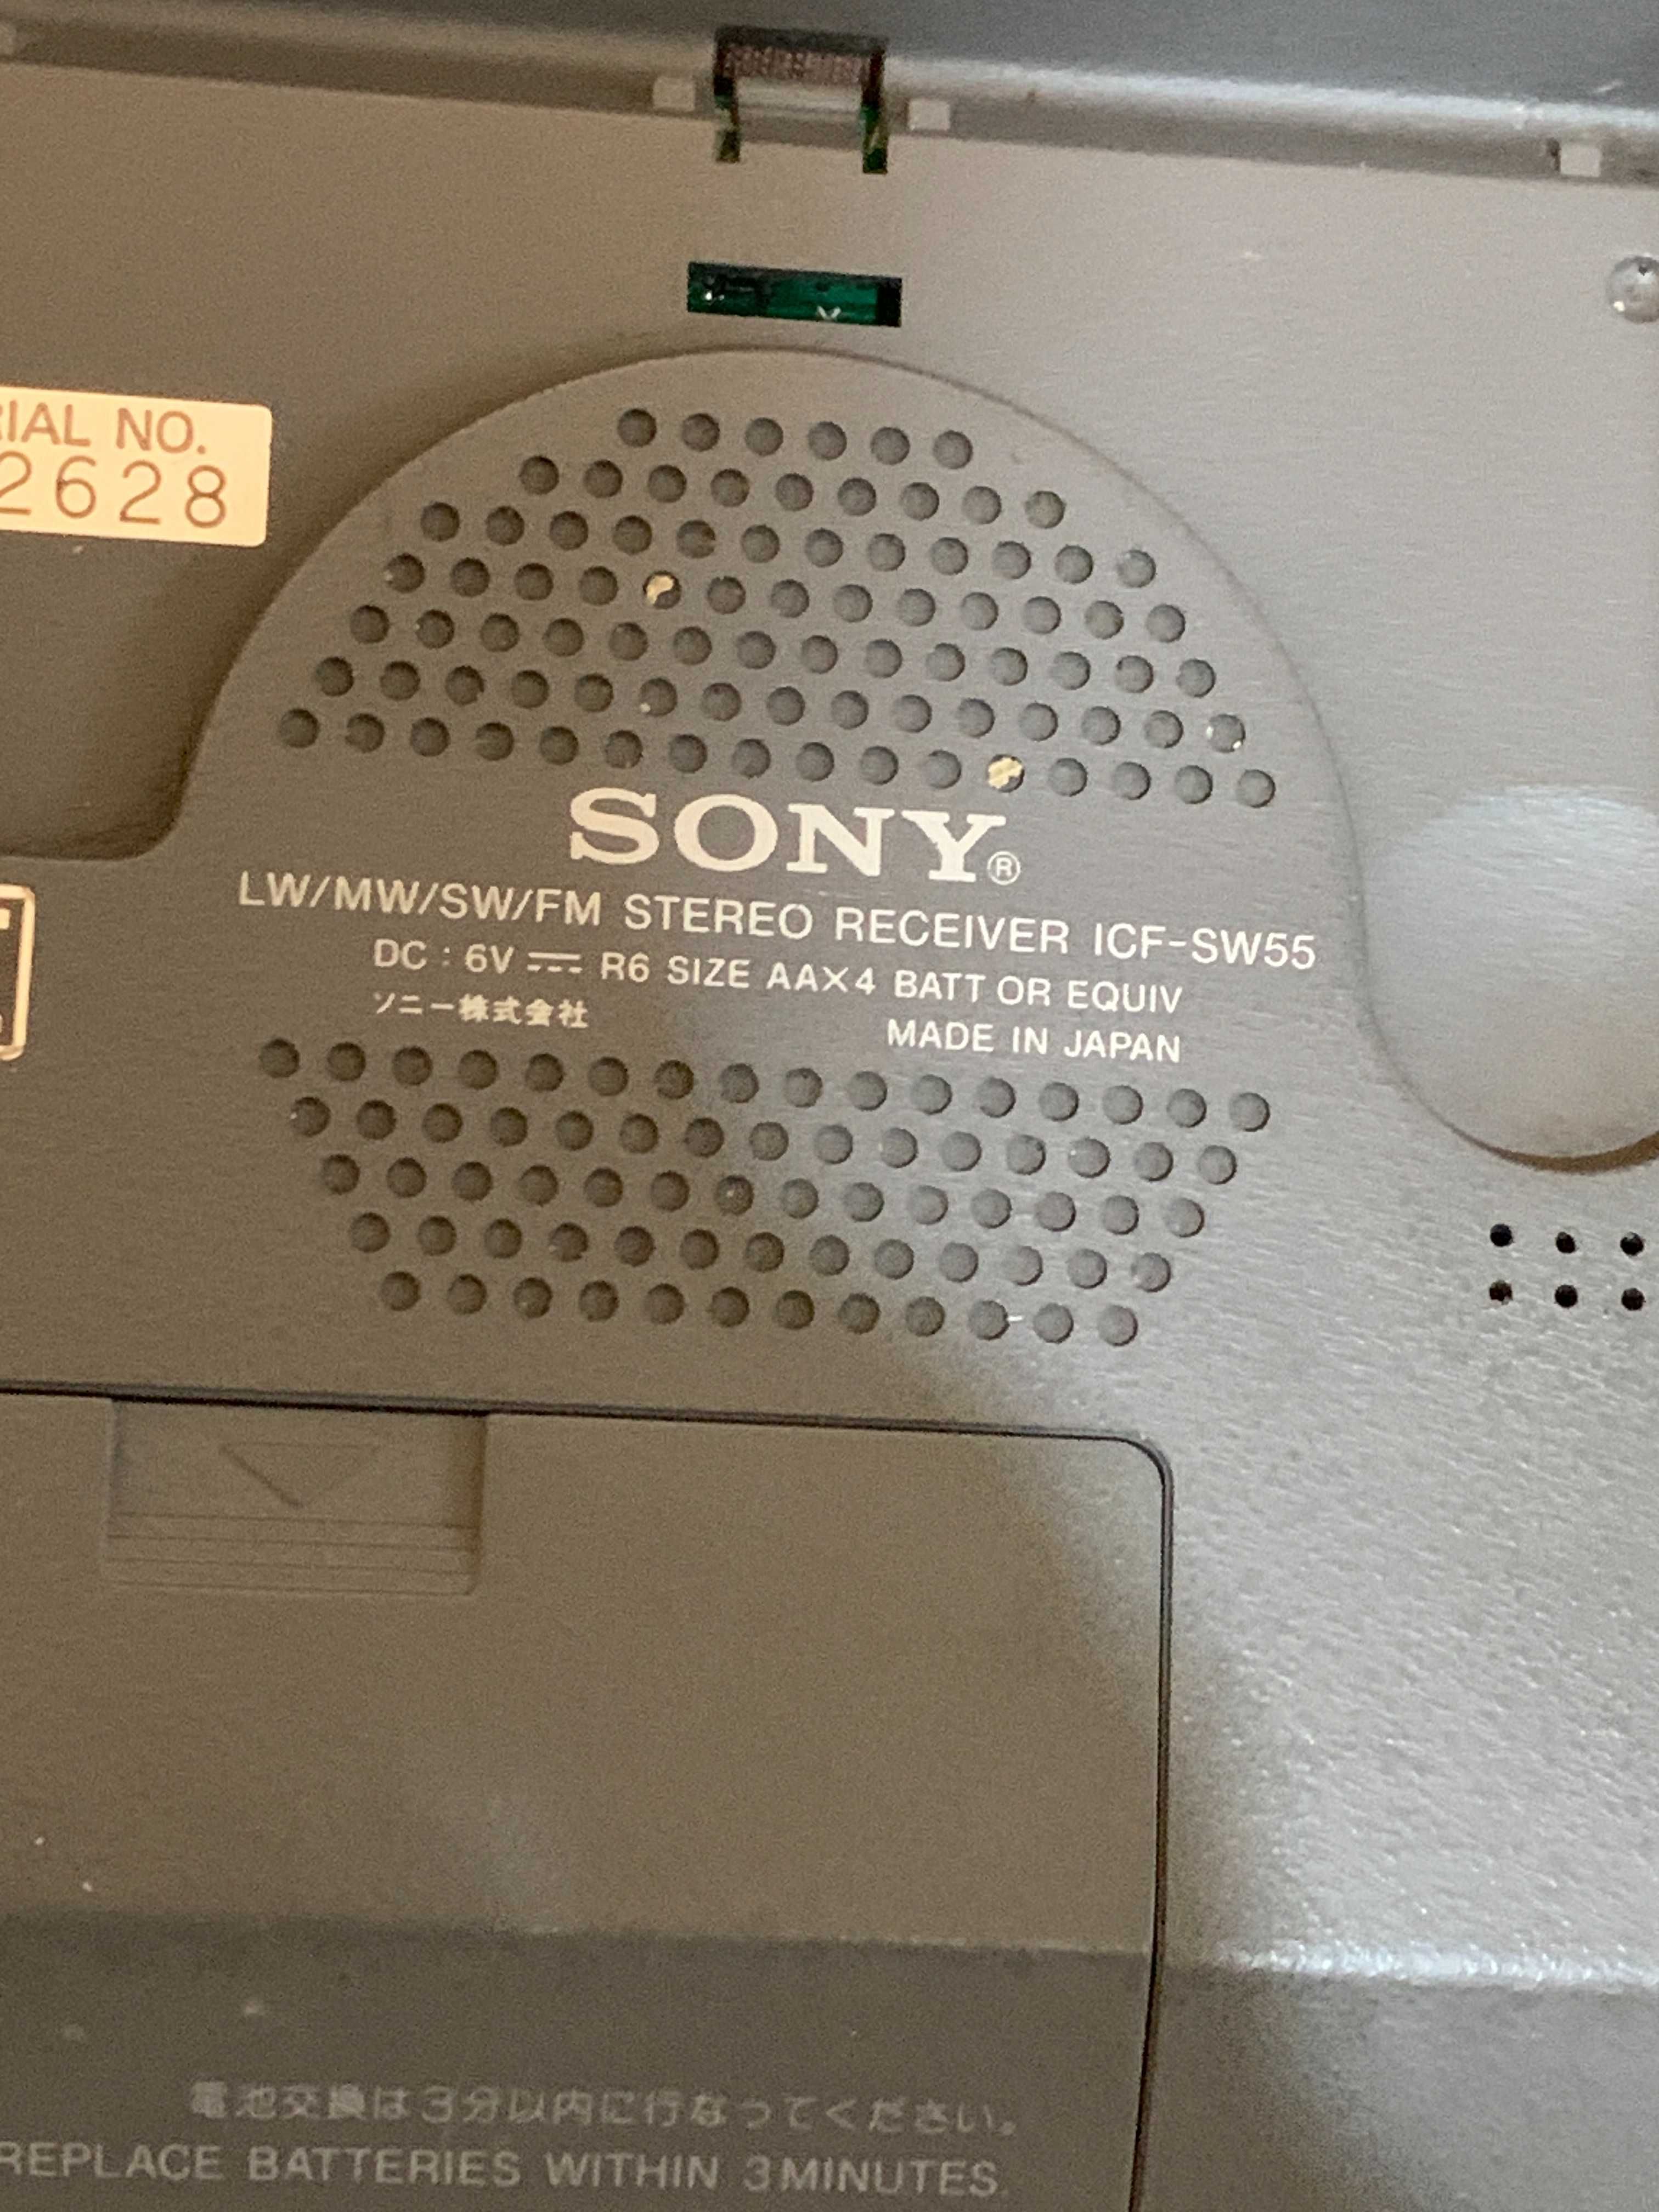 NO.
2628
SONY®
LW/MW/SW/FM STEREO RECEIVER ICF-SW55
DC : 6V ⎓ R6 SIZE AA×4 BATT OR EQUIV
ソニー株式会社
MADE IN JAPAN
電池交換は3分以内に行なってください。
REPLACE BATTERIES WITHIN 3MINUTES.